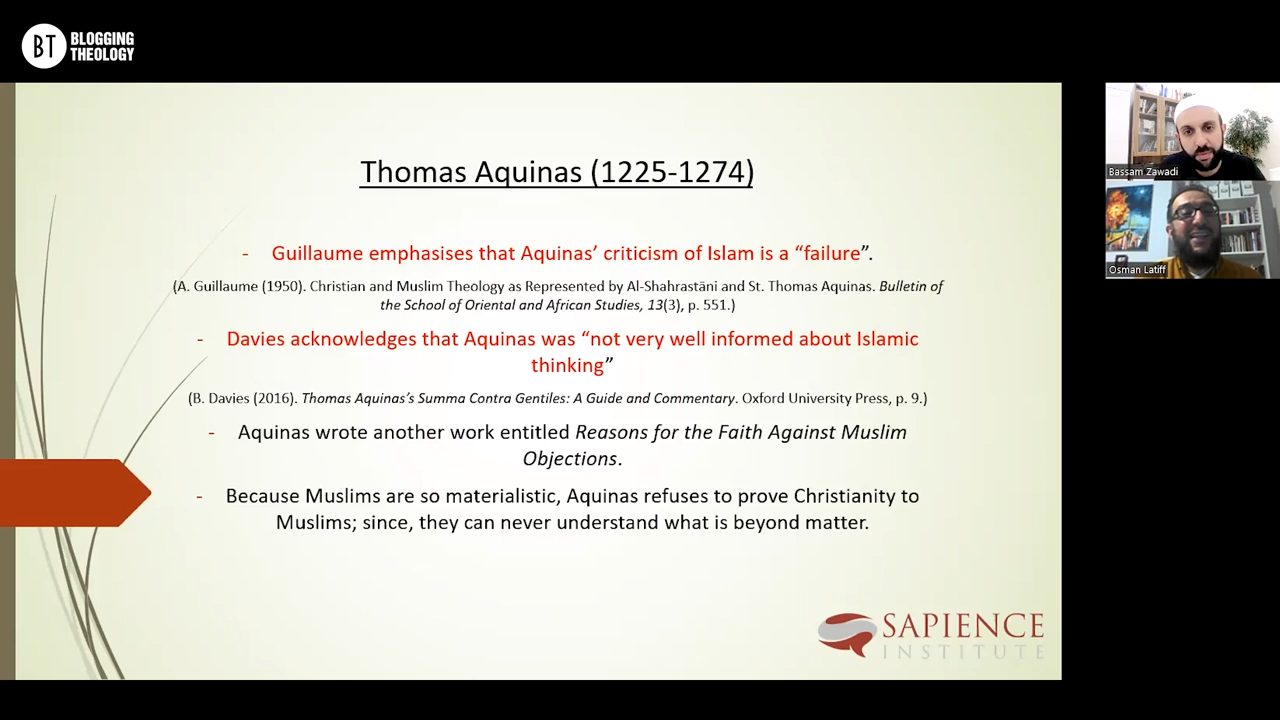 BT BLOGGING
THEOLOGY
Thomas Aquinas (1225-1274)
- Guillaume emphasises that Aquinas’ criticism of Islam is a “failure”.
(A. Guillaume (1950). Christian and Muslim Theology as Represented by Al-Shahrastāni and St. Thomas Aquinas. Bulletin of
the School of Oriental and African Studies, 13(3), p. 551.)
- Davies acknowledges that Aquinas was “not very well informed about Islamic
thinking”
(B. Davies (2016). Thomas Aquinas’s Summa Contra Gentiles: A Guide and Commentary. Oxford University Press, p. 9.)
- Aquinas wrote another work entitled Reasons for the Faith Against Muslim
Objections.
- Because Muslims are so materialistic, Aquinas refuses to prove Christianity to
Muslims; since, they can never understand what is beyond matter.
SAPIENCE
INSTITUTE
Bassam Zawadi
Osman Latiff